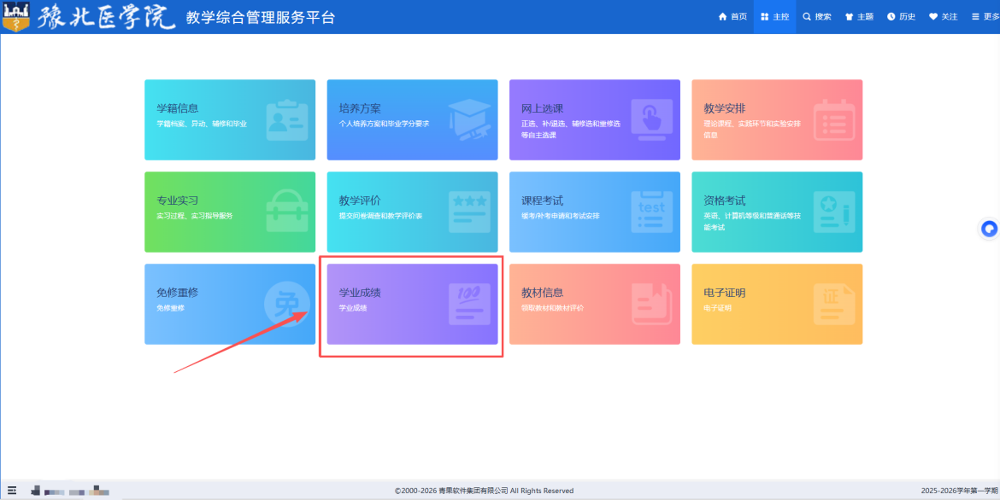 豫北医学院 教学综合管理服务平台
首页 主控 搜索 主题 历史 关注 更多
学籍信息
学籍档案、异动、辅修和毕业
培养方案
个人培养方案和毕业学分要求
网上选课
正选、补/退选、辅修选和重修选
等自主选课
教学安排
理论课程、实践环节和实验安排
信息
专业实习
实习过程、实习指导服务
教学评价
提交问卷调查和教学评价表
课程考试
缓考/补考申请和考试安排
test
资格考试
英语、计算机等级和普通话等技
能考试
免修重修
免修重修
免
学业成绩
学业成绩
100
教材信息
领取教材和教材评价
电子证明
电子证明
证
©2000-2026 青果软件集团有限公司 All Rights Reserved
2025-2026学年第一学期